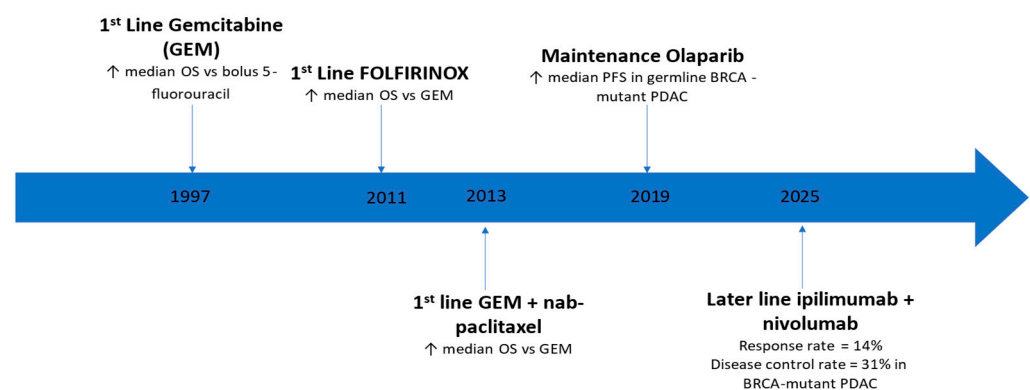 1st Line Gemcitabine
(GEM)
↑ median OS vs bolus 5-
fluorouracil
1st Line FOLFIRINOX
↑ median OS vs GEM
Maintenance Olaparib
↑ median PFS in germline BRCA -
mutant PDAC
1997
2011
2013
2019
2025
1st line GEM + nab-
paclitaxel
↑ median OS vs GEM
Later line ipilimumab +
nivolumab
Response rate = 14%
Disease control rate = 31% in
BRCA-mutant PDAC